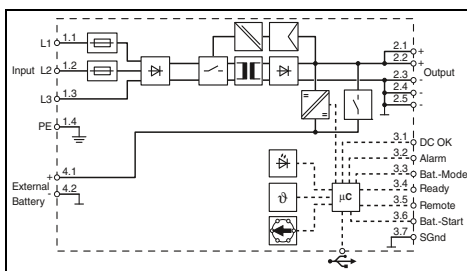 L1 1.1
2.1 +
2.2 +
Input L2 1.2
2.3 -
Output
2.4 -
L3 1.3
2.5 -
PE 1.4
= =
3.1 DC OK
3.2 Alarm
+ 4.1
3.3 Bat.-Mode
External Battery
- 4.2
ϑ
µC
3.4 Ready
3.5 Remote
3.6 Bat.-Start
3.7 SGnd